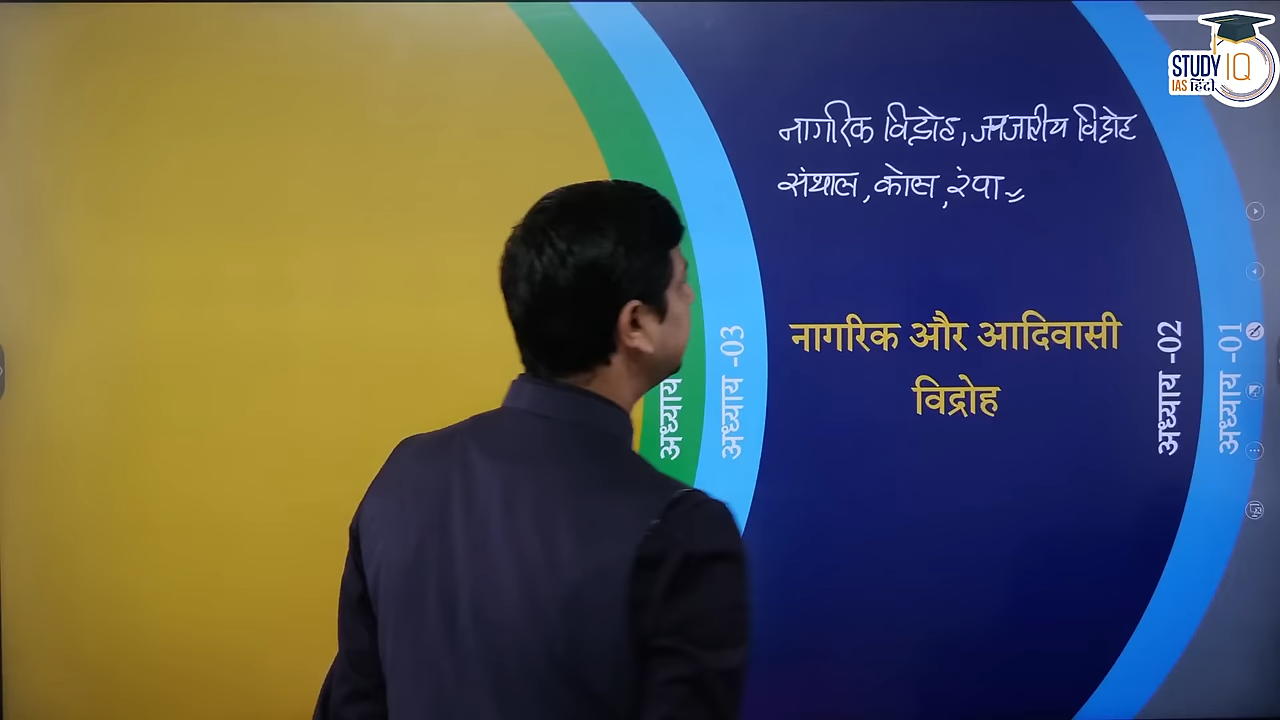 STUDY IQ
IAS हिंदी
नागरिक विद्रोह, जनजातीय विद्रोह
संथाल, कोल, रंपा
नागरिक और आदिवासी
विद्रोह
अध्याय -01
अध्याय -02
अध्याय -03
अध्याय